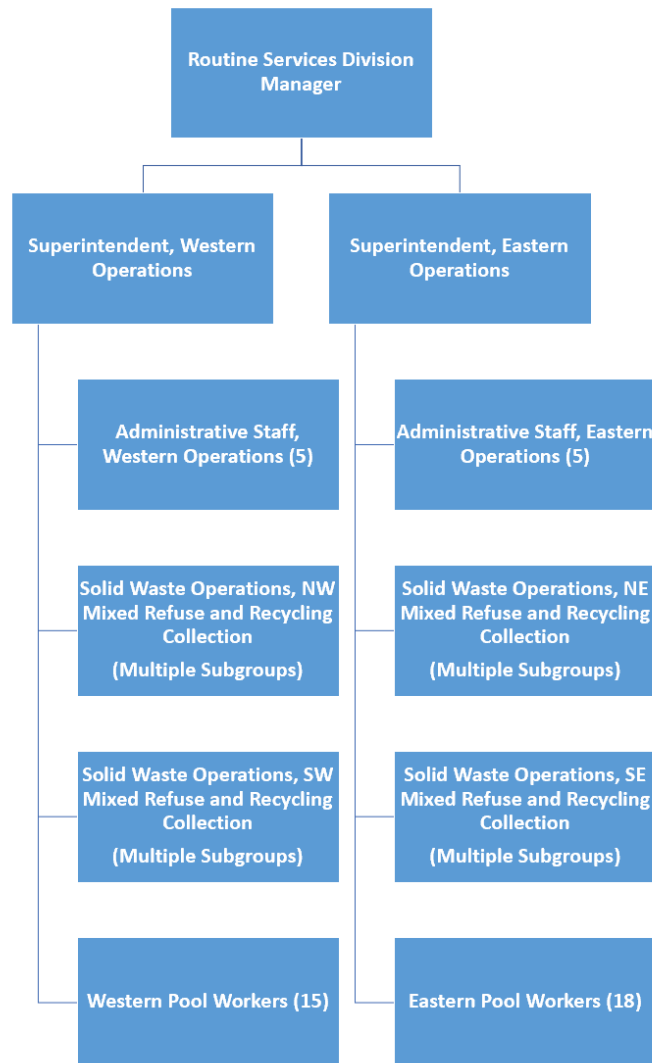 Routine Services Division
Manager
Superintendent, Western
Operations
Superintendent, Eastern
Operations
Administrative Staff,
Western Operations (5)
Administrative Staff, Eastern
Operations (5)
Solid Waste Operations, NW
Mixed Refuse and Recycling
Collection
(Multiple Subgroups)
Solid Waste Operations, NE
Mixed Refuse and Recycling
Collection
(Multiple Subgroups)
Solid Waste Operations, SW
Mixed Refuse and Recycling
Collection
(Multiple Subgroups)
Solid Waste Operations, SE
Mixed Refuse and Recycling
Collection
(Multiple Subgroups)
Western Pool Workers (15)
Eastern Pool Workers (18)